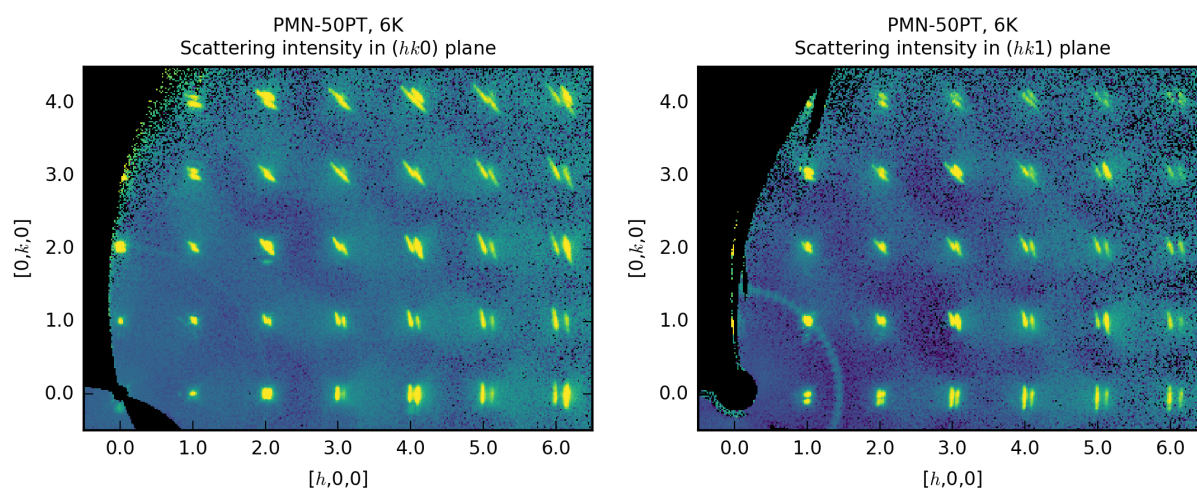 PMN-50PT, 6K
Scattering intensity in (hk0) plane
4.0
3.0
2.0
1.0
0.0
[0,k,0]
0.0 1.0 2.0 3.0 4.0 5.0 6.0
[h,0,0]
PMN-50PT, 6K
Scattering intensity in (hk1) plane
4.0
3.0
2.0
1.0
0.0
[0,k,0]
0.0 1.0 2.0 3.0 4.0 5.0 6.0
[h,0,0]